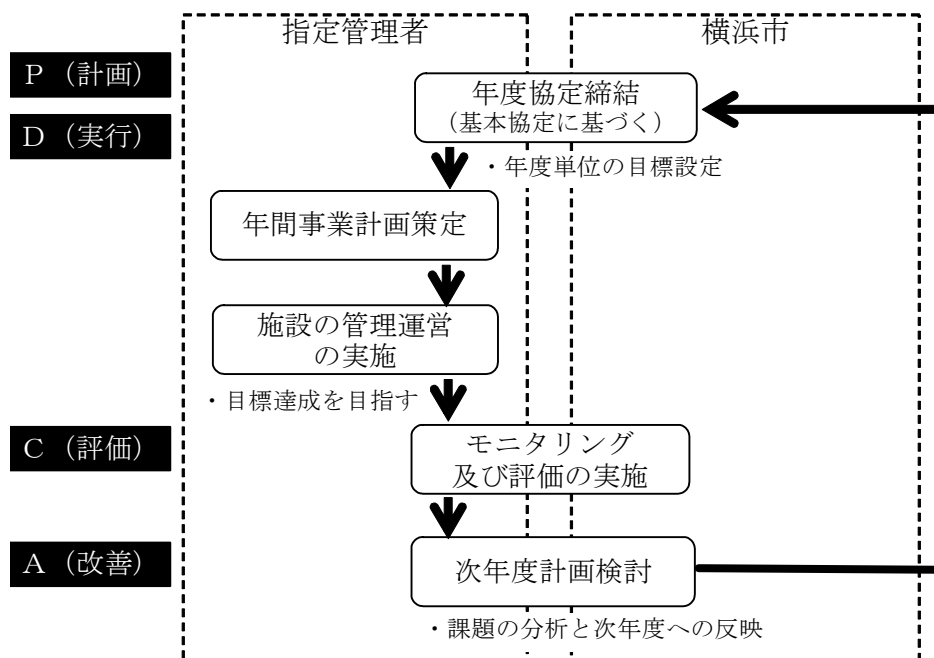 指定管理者
横浜市
P（計画）
年度協定締結
（基本協定に基づく）
D（実行）
・年度単位の目標設定
年間事業計画策定
施設の管理運営
の実施
・目標達成を目指す
C（評価）
モニタリング
及び評価の実施
A（改善）
次年度計画検討
・課題の分析と次年度への反映